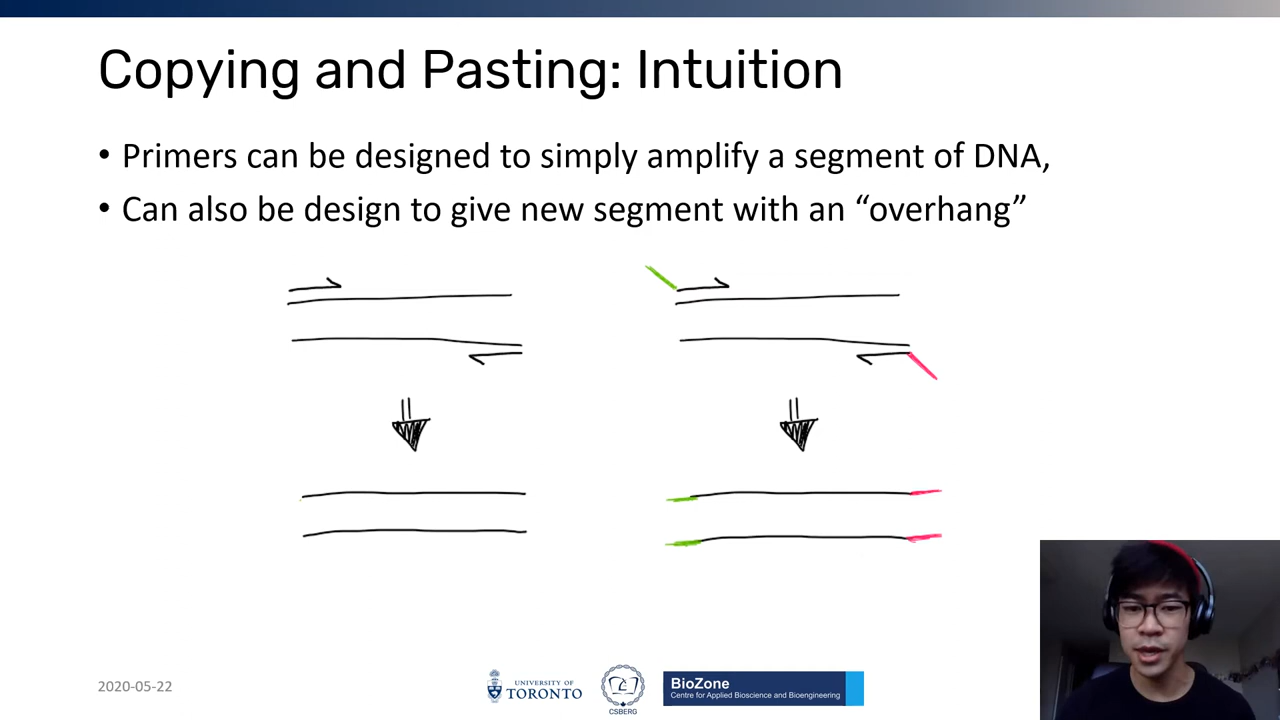 Copying and Pasting: Intuition
• Primers can be designed to simply amplify a segment of DNA,
• Can also be design to give new segment with an “overhang”
2020-05-22
UNIVERSITY OF
TORONTO
CSBERG
BioZone
Centre for Applied Bioscience and Bioengineering